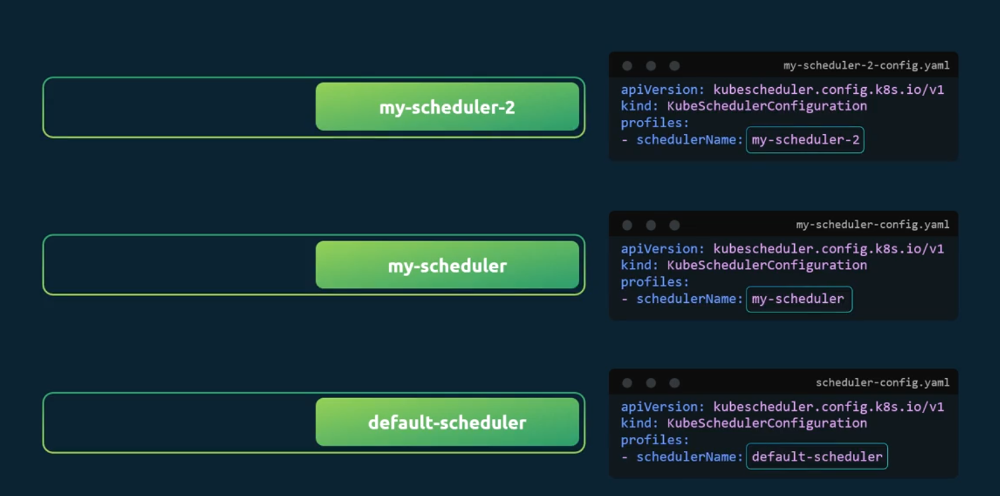 my-scheduler-2
my-scheduler-2-config.yaml
apiVersion: kubescheduler.config.k8s.io/v1
kind: KubeSchedulerConfiguration
profiles:
- schedulerName: my-scheduler-2
my-scheduler
my-scheduler-config.yaml
apiVersion: kubescheduler.config.k8s.io/v1
kind: KubeSchedulerConfiguration
profiles:
- schedulerName: my-scheduler
default-scheduler
scheduler-config.yaml
apiVersion: kubescheduler.config.k8s.io/v1
kind: KubeSchedulerConfiguration
profiles:
- schedulerName: default-scheduler